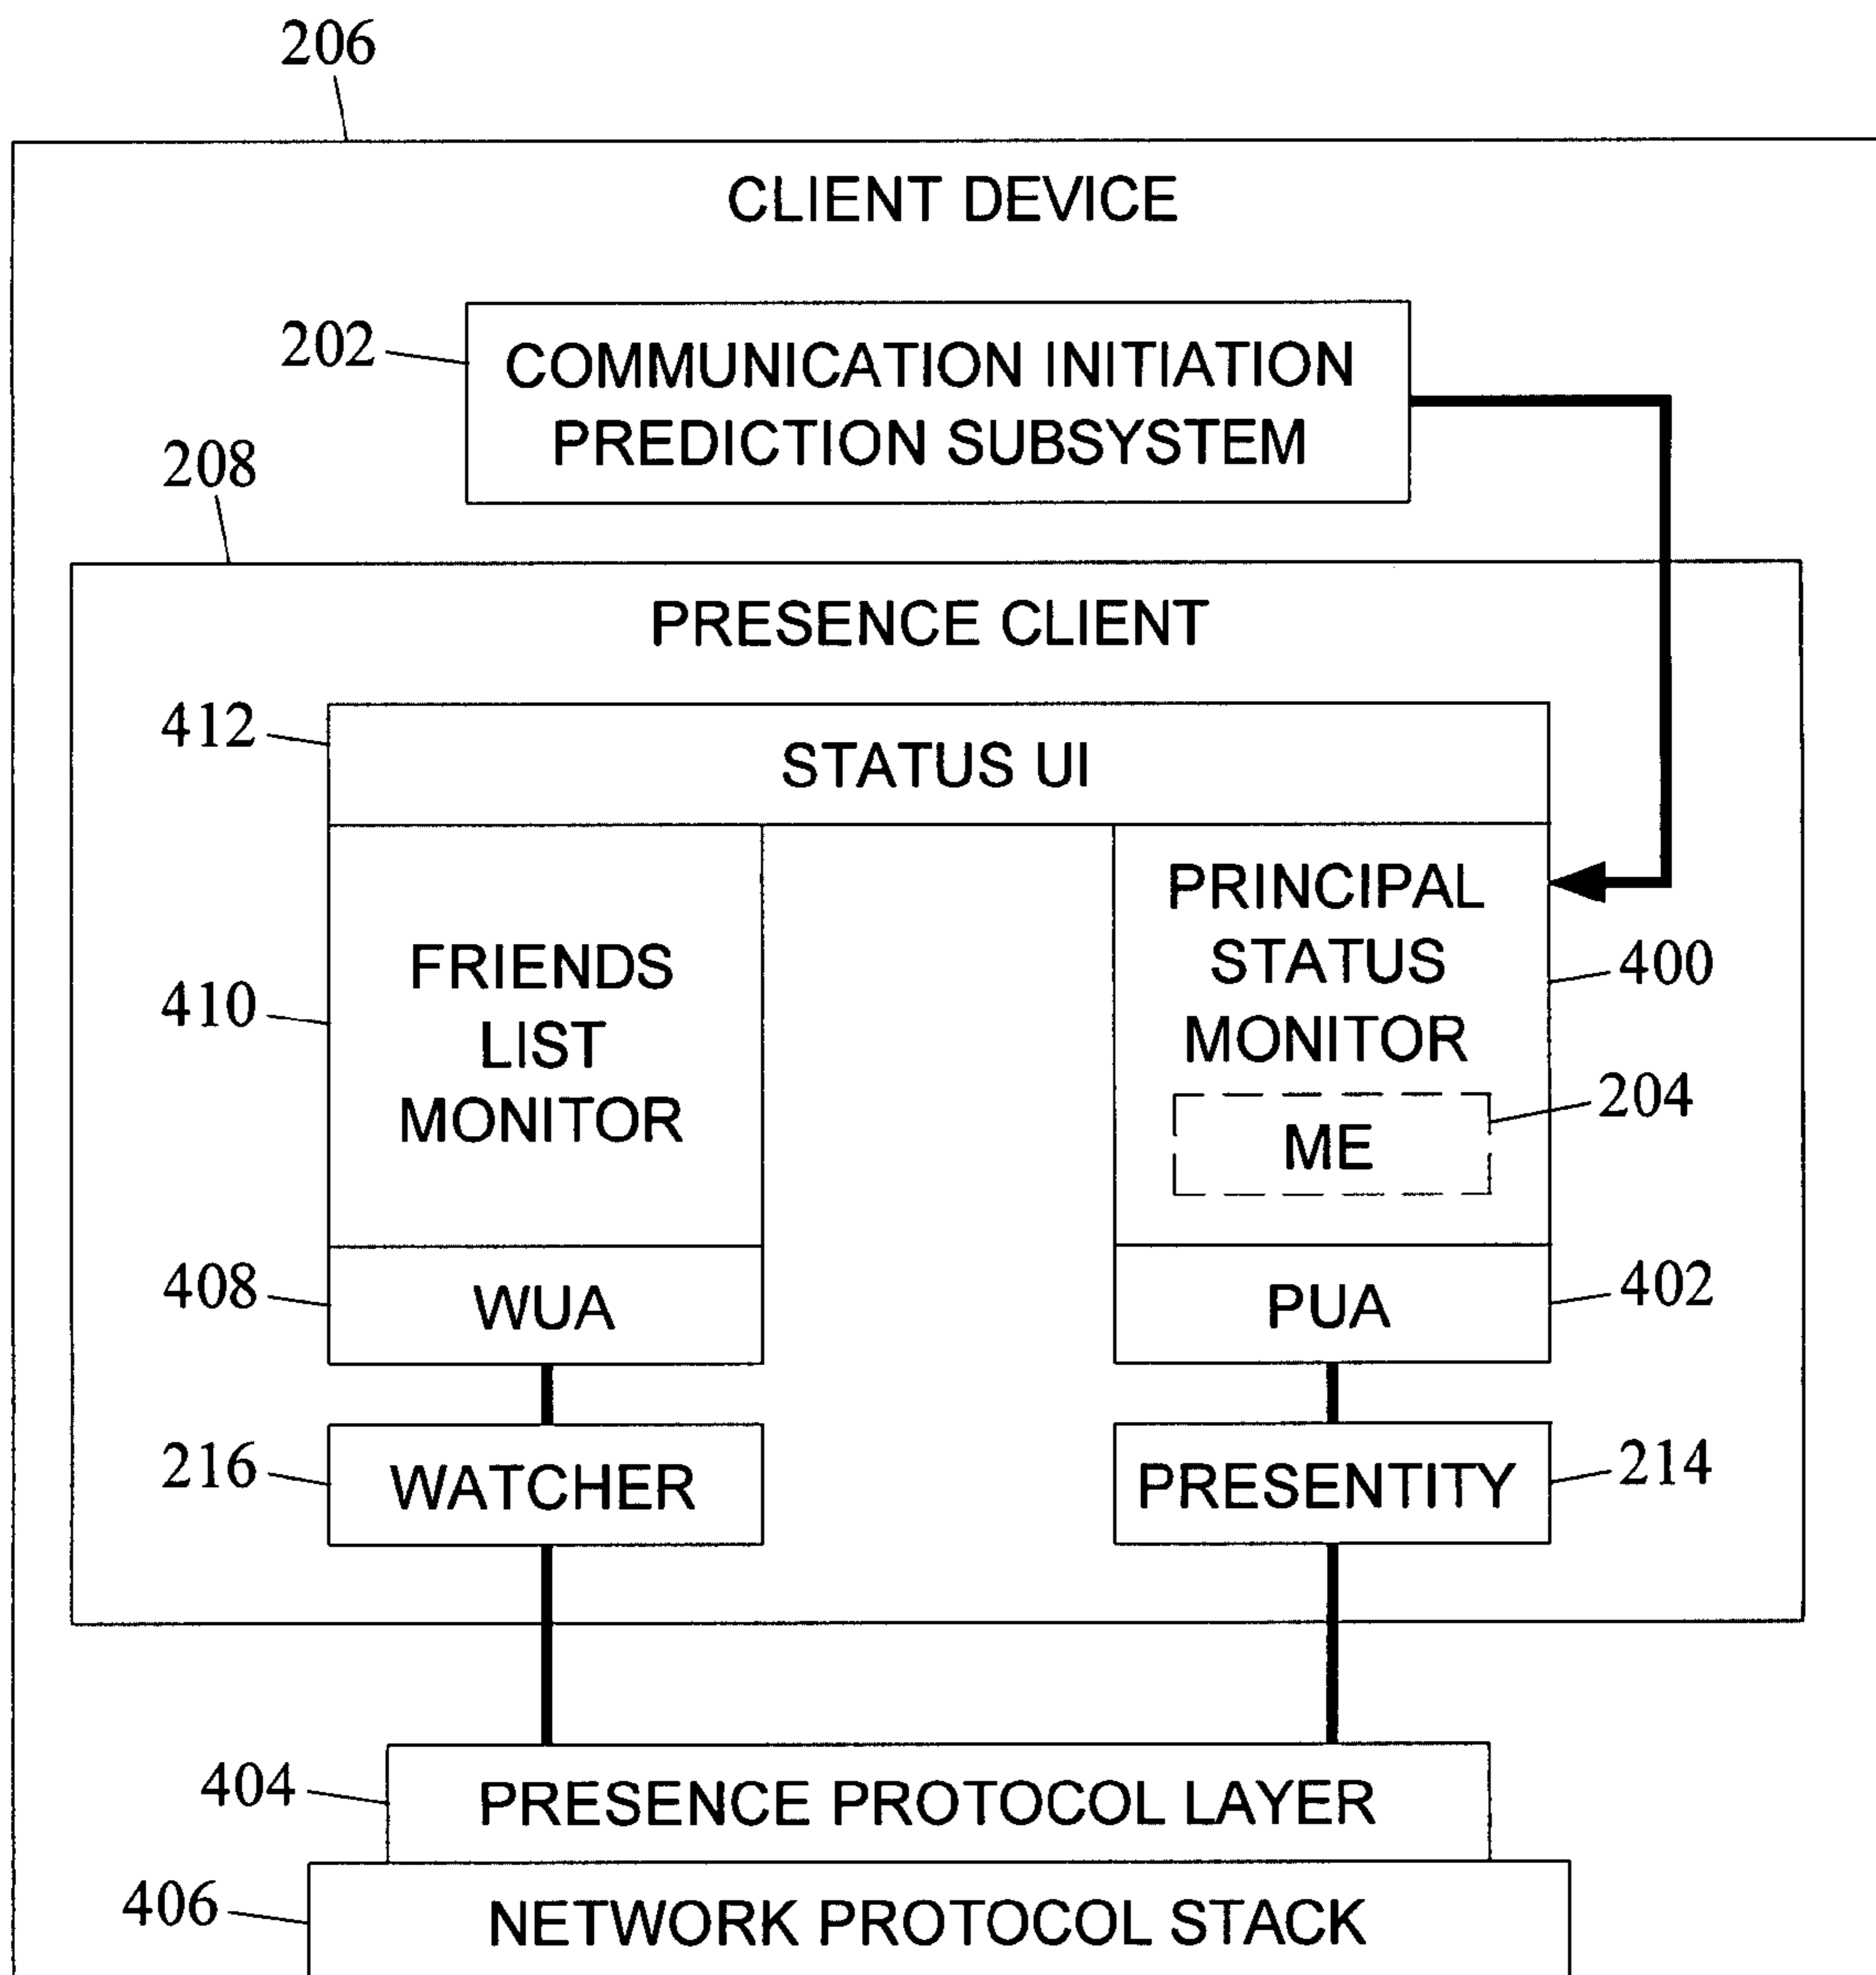 206
CLIENT DEVICE
202
COMMUNICATION INITIATION
PREDICTION SUBSYSTEM
208
PRESENCE CLIENT
412
STATUS UI
410
FRIENDS
LIST
MONITOR
PRINCIPAL
STATUS
MONITOR
400
ME
204
408
WUA
PUA
402
216
WATCHER
PRESENTITY
214
404
PRESENCE PROTOCOL LAYER
406
NETWORK PROTOCOL STACK